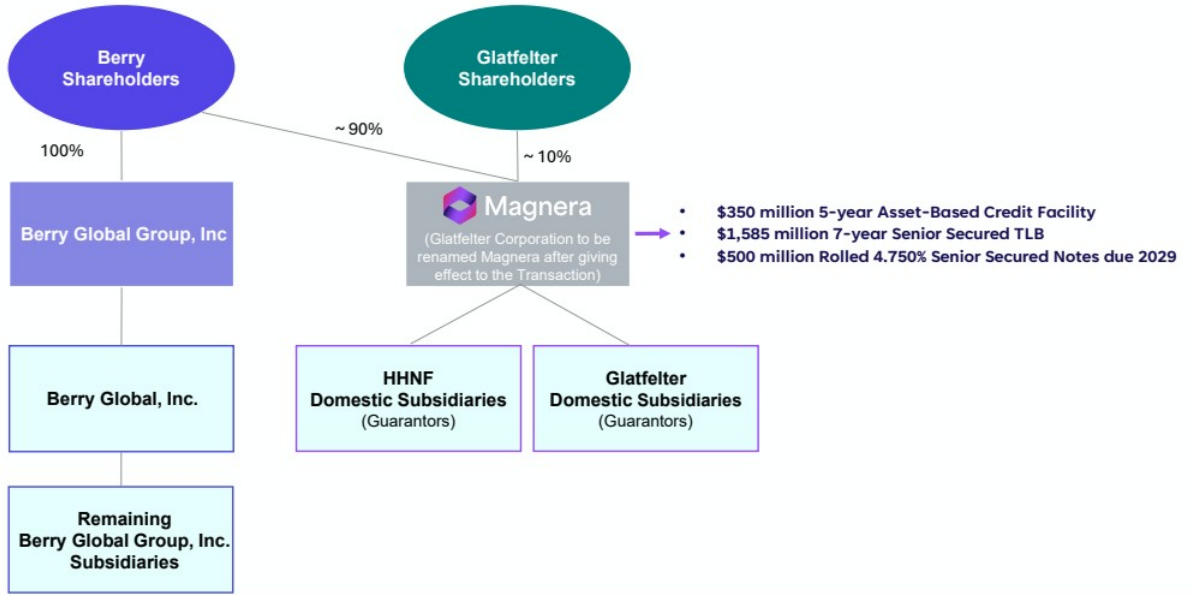 Berry
Shareholders
Glatfelter
Shareholders
100%
~ 90%
~ 10%
Berry Global Group, Inc
Magnera
(Glatfelter Corporation to be
renamed Magnera after giving
effect to the Transaction)
• $350 million 5-year Asset-Based Credit Facility
• $1,585 million 7-year Senior Secured TLB
• $500 million Rolled 4.750% Senior Secured Notes due 2029
Berry Global, Inc.
HHNF
Domestic Subsidiaries
(Guarantors)
Glatfelter
Domestic Subsidiaries
(Guarantors)
Remaining
Berry Global Group, Inc.
Subsidiaries